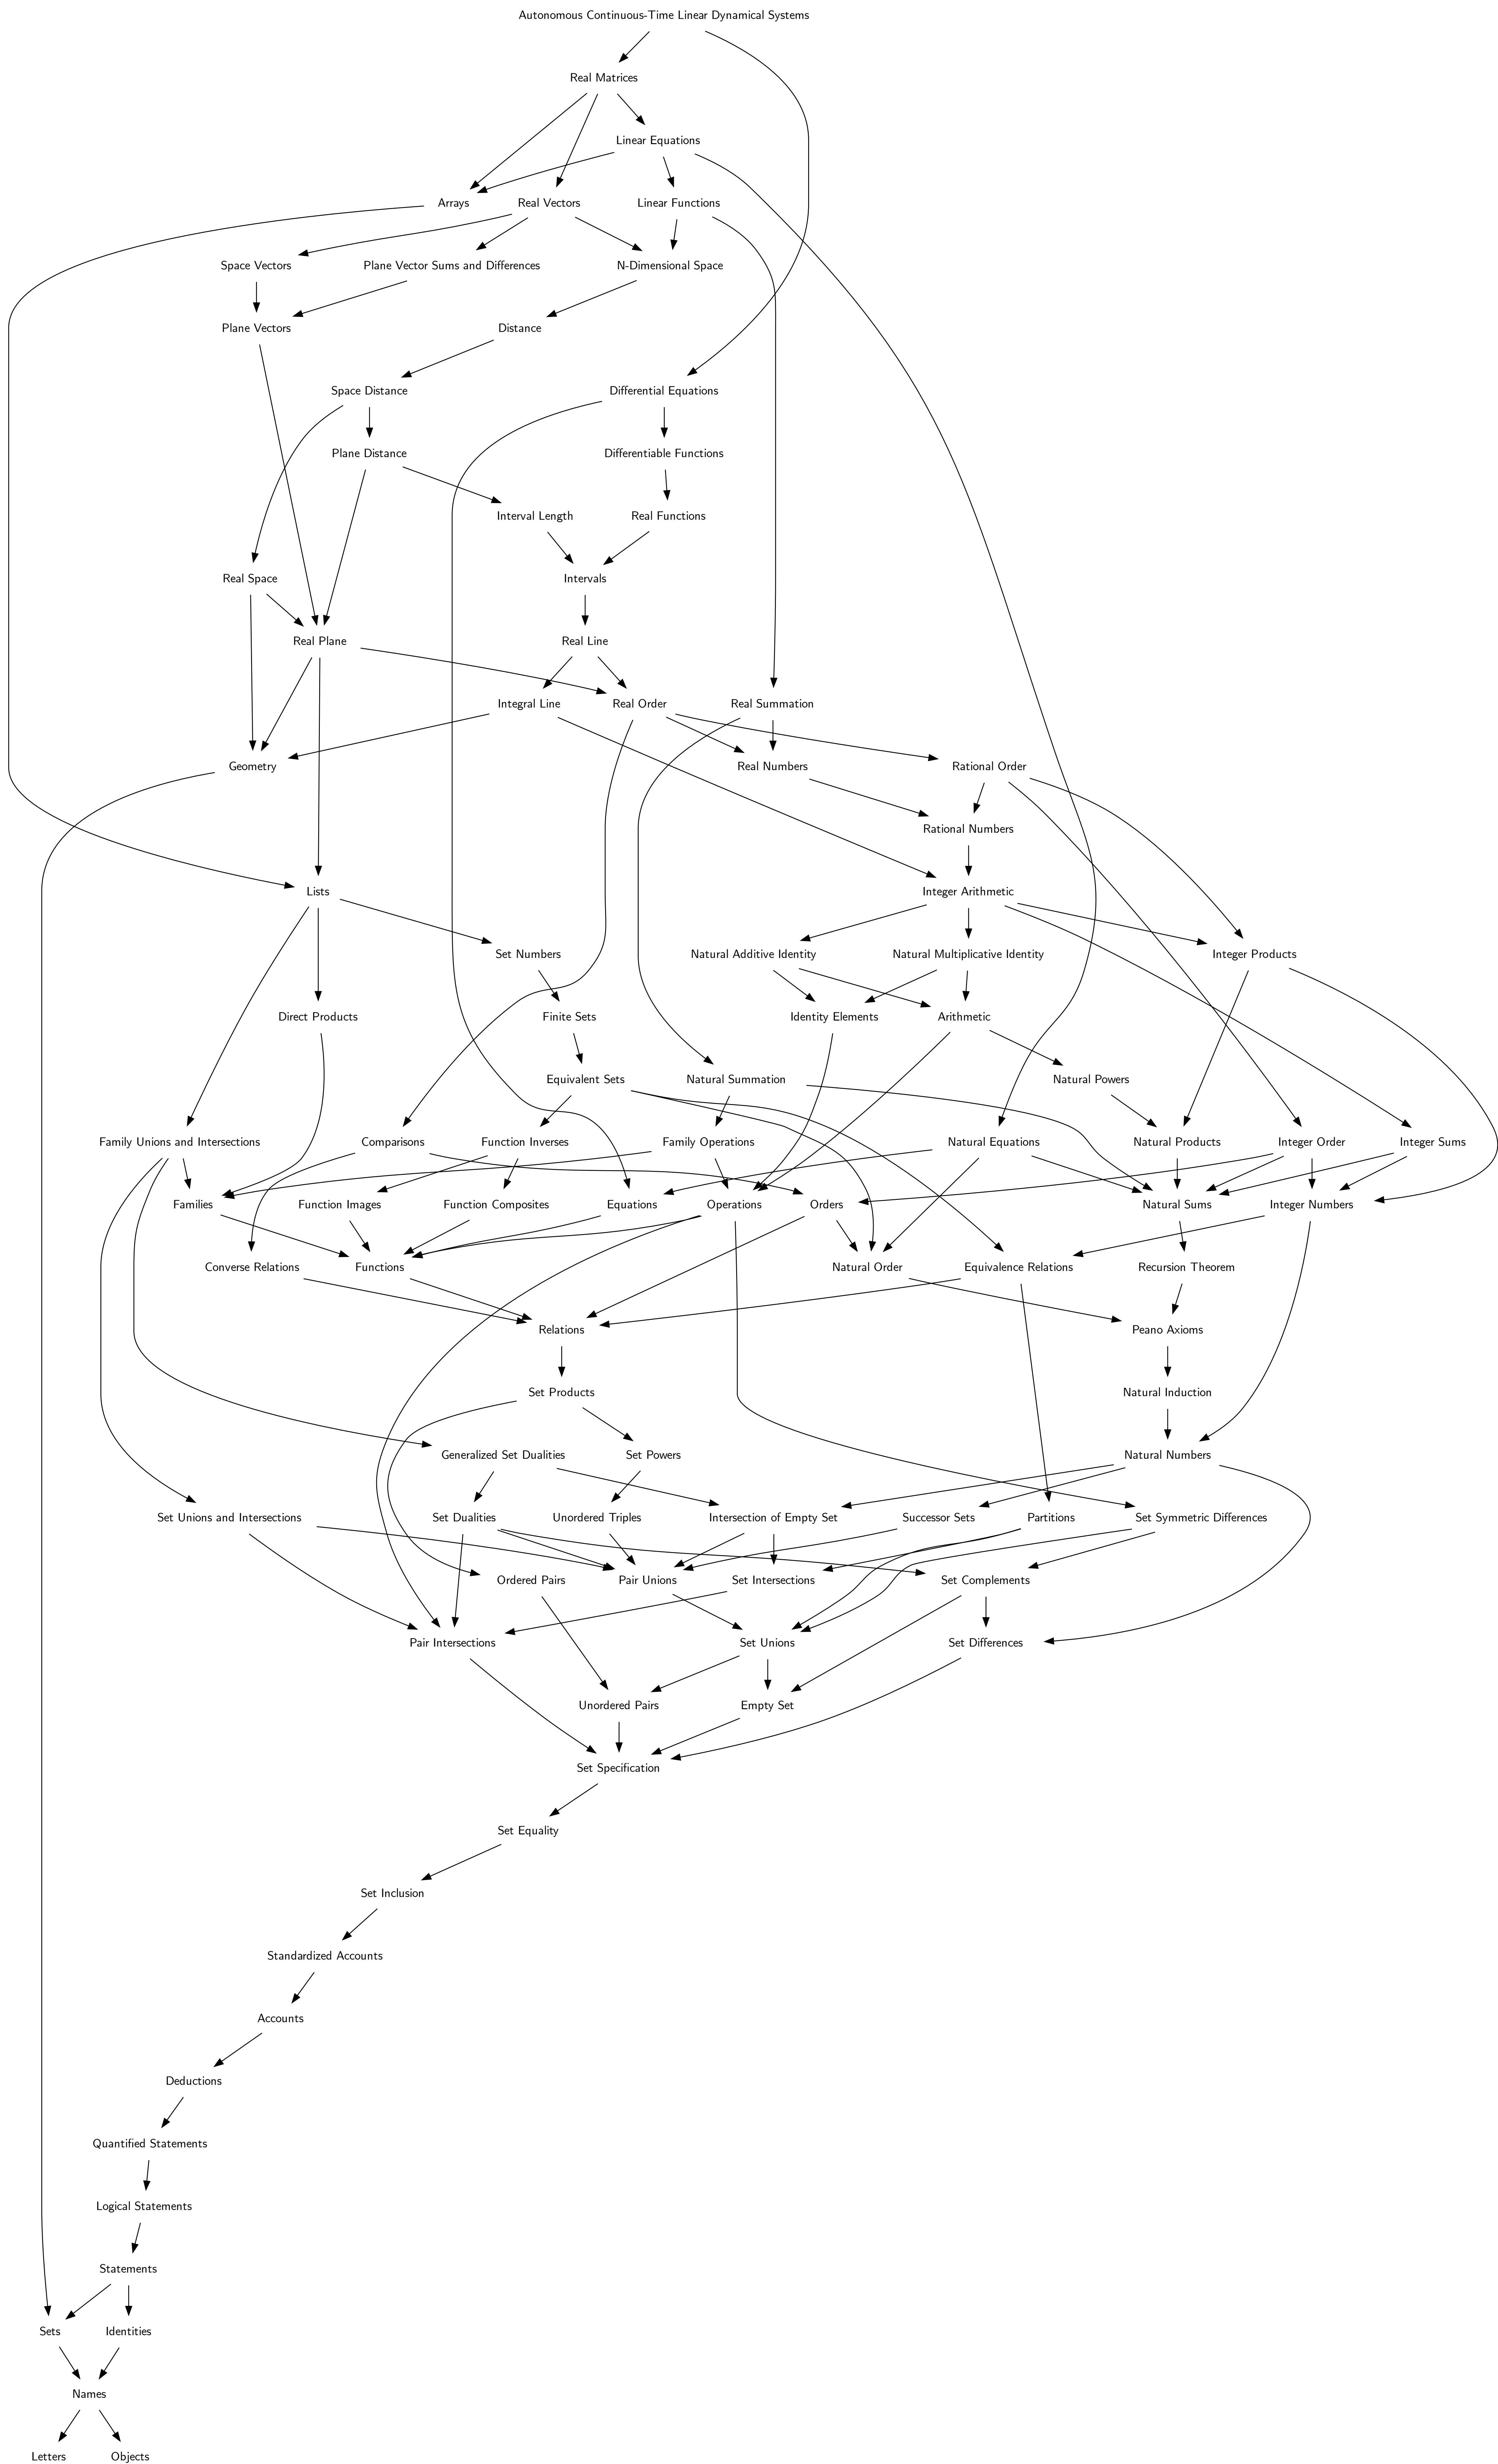 Autonomous Continuous-Time Linear Dynamical Systems
Real Matrices
Linear Equations
Arrays
Real Vectors
Linear Functions
Space Vectors
Plane Vector Sums and Differences
N-Dimensional Space
Plane Vectors
Distance
Space Distance
Differential Equations
Plane Distance
Differentiable Functions
Interval Length
Real Functions
Real Space
Intervals
Real Plane
Real Line
Integral Line
Real Order
Real Summation
Geometry
Real Numbers
Rational Order
Rational Numbers
Lists
Integer Arithmetic
Set Numbers
Natural Additive Identity
Natural Multiplicative Identity
Integer Products
Direct Products
Finite Sets
Identity Elements
Arithmetic
Equivalent Sets
Natural Summation
Natural Powers
Family Unions and Intersections
Comparisons
Function Inverses
Family Operations
Natural Equations
Natural Products
Integer Order
Integer Sums
Families
Function Images
Function Composites
Equations
Operations
Orders
Natural Sums
Integer Numbers
Converse Relations
Functions
Natural Order
Equivalence Relations
Recursion Theorem
Relations
Peano Axioms
Set Products
Natural Induction
Generalized Set Dualities
Set Powers
Natural Numbers
Set Unions and Intersections
Set Dualities
Unordered Triples
Intersection of Empty Set
Successor Sets
Partitions
Set Symmetric Differences
Ordered Pairs
Pair Unions
Set Intersections
Set Complements
Pair Intersections
Set Unions
Set Differences
Unordered Pairs
Empty Set
Set Specification
Set Equality
Set Inclusion
Standardized Accounts
Accounts
Deductions
Quantified Statements
Logical Statements
Statements
Sets
Identities
Names
Letters
Objects